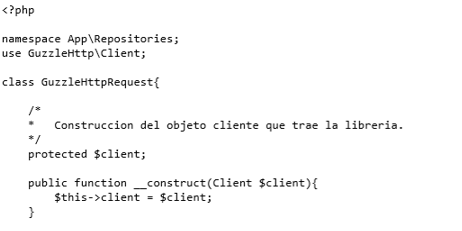 <?php
namespace App\Repositories;
use GuzzleHttp\Client;
class GuzzleHttpRequest{
/*
* Construccion del objeto cliente que trae la libreria.
*/
protected $client;
public function __construct(Client $client){
$this->client = $client;
}